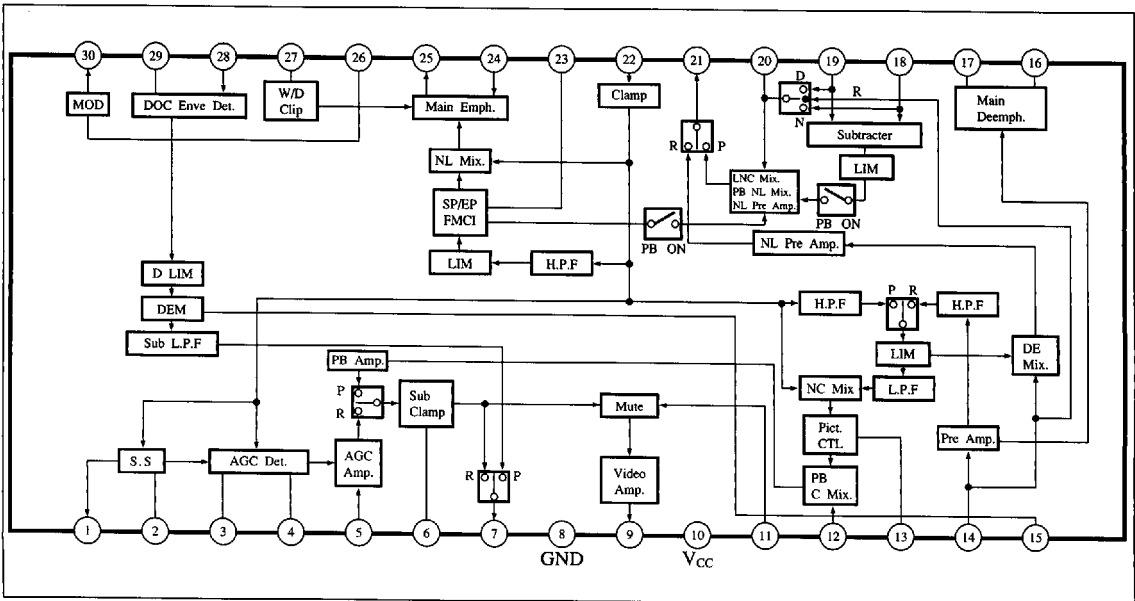 30 29 28 27 26 25 24 23 22 21 20 19 18 17 16
MOD
DOC Enve Det.
W/D
Clip
Main Emph.
Clamp
D
R
N
Main
Deemph.
Subtracter
R P
LIM
NL Mix.
LNC Mix.
PB NL Mix.
NL Pre Amp.
SP/EP
FMCI
PB ON
PB ON
NL Pre Amp.
LIM
H.P.F
D LIM
DEM
Sub L.P.F
H.P.F
P R
H.P.F
LIM
DE
Mix.
PB Amp.
P
R
Sub
Clamp
NC Mix
L.P.F
Mute
Pict.
CTL
Pre Amp.
S.S
AGC Det.
AGC
Amp.
R P
Video
Amp.
PB
C Mix.
1 2 3 4 5 6 7 8 9 10 11 12 13 14 15
GND
VCC